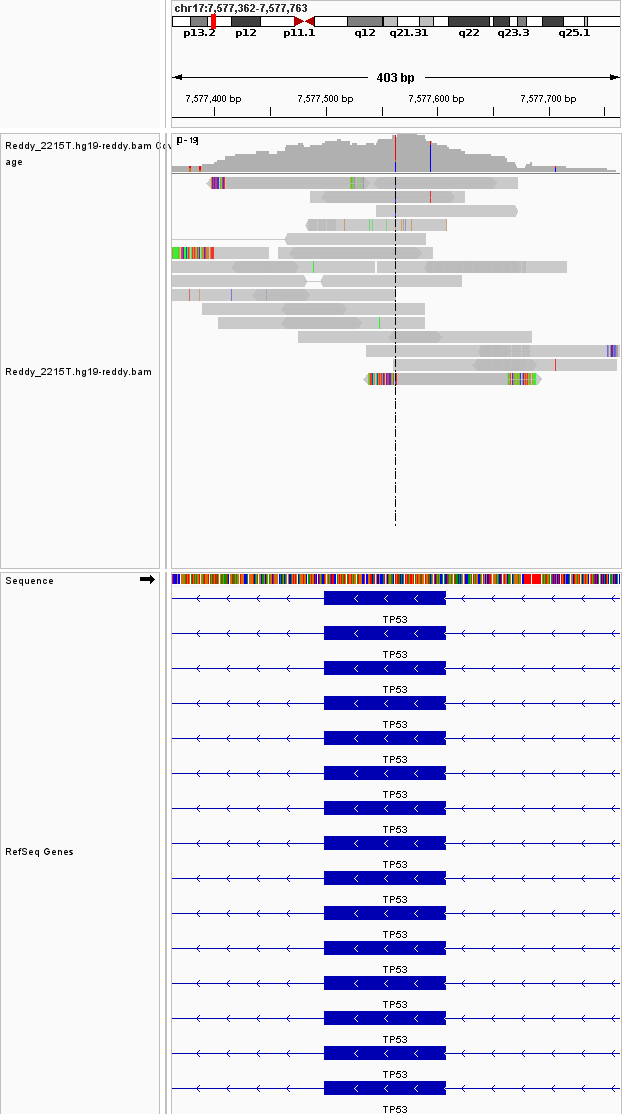 chr17:7,577,362-7,577,763
p13.2 p12 p11.1 q12 q21.31 q22 q23.3 q25.1
403 bp
7,577,400 bp 7,577,500 bp 7,577,600 bp 7,577,700 bp
[0 - 19]
Reddy_2215T.hg19-reddy.bam Cov
age
Reddy_2215T.hg19-reddy.bam
Sequence
TP53
TP53
TP53
TP53
TP53
TP53
TP53
RefSeq Genes
TP53
TP53
TP53
TP53
TP53
TP53
TP53
TP53